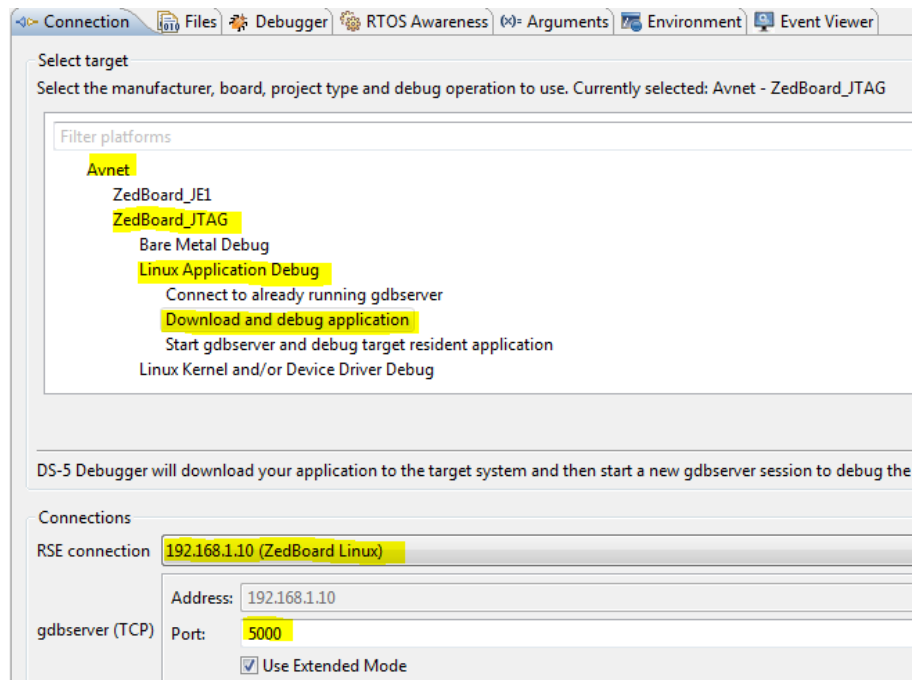 Connection Files Debugger RTOS Awareness (x)= Arguments Environment Event Viewer
Select target
Select the manufacturer, board, project type and debug operation to use. Currently selected: Avnet - ZedBoard_JTAG
Filter platforms
Avnet
ZedBoard_JE1
ZedBoard_JTAG
Bare Metal Debug
Linux Application Debug
Connect to already running gdbserver
Download and debug application
Start gdbserver and debug target resident application
Linux Kernel and/or Device Driver Debug
DS-5 Debugger will download your application to the target system and then start a new gdbserver session to debug the
Connections
RSE connection 192.168.1.10 (ZedBoard Linux)
Address: 192.168.1.10
gdbserver (TCP) Port: 5000
Use Extended Mode